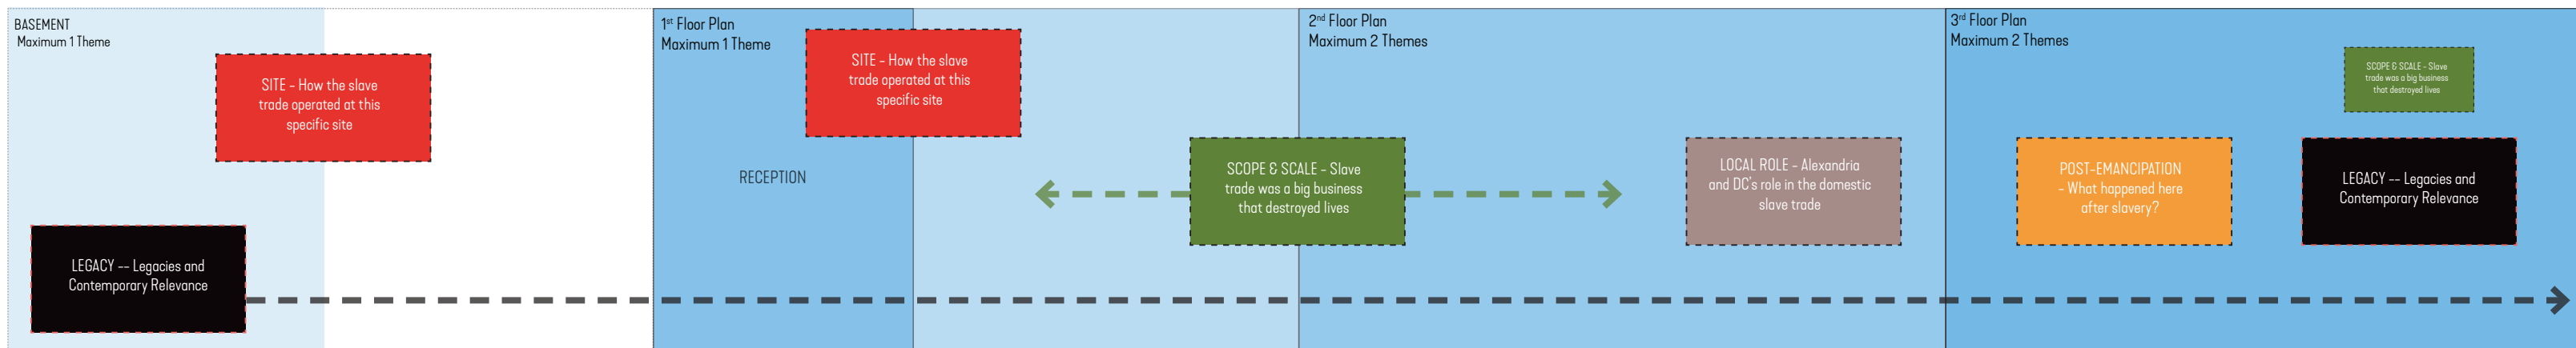 BASEMENT
Maximum 1 Theme
SITE - How the slave
trade operated at this
specific site
LEGACY -- Legacies and
Contemporary Relevance
1st Floor Plan
Maximum 1 Theme
SITE - How the slave
trade operated at this
specific site
RECEPTION
SCOPE & SCALE - Slave
trade was a big business
that destroyed lives
2nd Floor Plan
Maximum 2 Themes
LOCAL ROLE - Alexandria
and DC's role in the domestic
slave trade
3rd Floor Plan
Maximum 2 Themes
SCOPE & SCALE - Slave
trade was a big business
that destroyed lives
POST-EMANCIPATION
- What happened here
after slavery?
LEGACY -- Legacies and
Contemporary Relevance